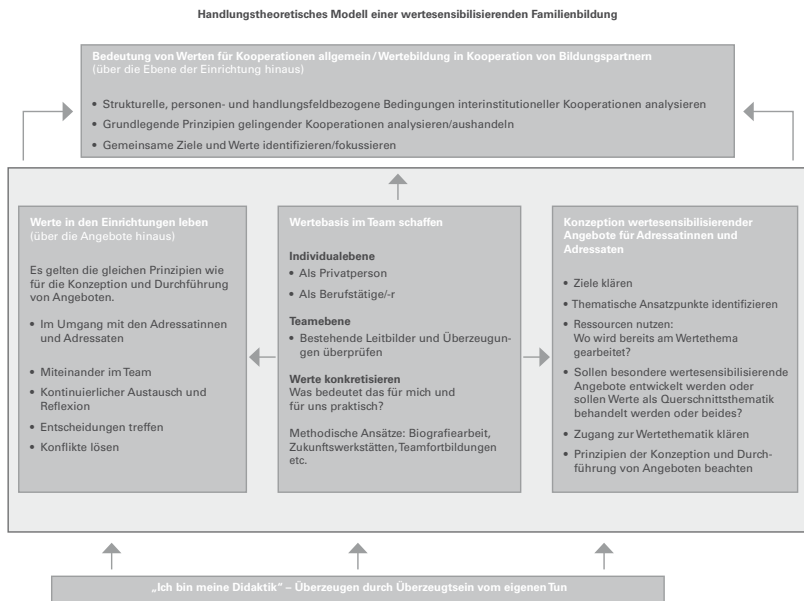 Handlungstheoretisches Modell einer wertesensibilisierenden Familienbildung
Bedeutung von Werten für Kooperationen allgemein/Wertebildung in Kooperation von Bildungspartnern
(über die Ebene der Einrichtung hinaus)
• Strukturelle, personen- und handlungsfeldbezogene Bedingungen interinstitutioneller Kooperationen analysieren
• Grundlegende Prinzipien gelingender Kooperationen analysieren/aushandeln
• Gemeinsame Ziele und Werte identifizieren/fokussieren
Werte in den Einrichtungen leben
(über die Angebote hinaus)
Es gelten die gleichen Prinzipien wie
für die Konzeption und Durchführung
von Angeboten.
• Im Umgang mit den Adressatinnen
und Adressaten
• Miteinander im Team
• Kontinuierlicher Austausch und
Reflexion
• Entscheidungen treffen
• Konflikte lösen
Wertebasis im Team schaffen
Individualebene
• Als Privatperson
• Als Berufstätige/-r
Teamebene
• Bestehende Leitbilder und Überzeugun-
gen überprüfen
Werte konkretisieren
Was bedeutet das für mich und
für uns praktisch?
Methodische Ansätze: Biografiearbeit,
Zukunftswerkstätten, Teamfortbildungen
etc.
Konzeption wertesensibilisierender
Angebote für Adressatinnen und
Adressaten
• Ziele klären
• Thematische Ansatzpunkte identifizieren
• Ressourcen nutzen:
Wo wird bereits am Wertethema
gearbeitet?
• Sollen besondere wertesensibilisierende
Angebote entwickelt werden oder
sollen Werte als Querschnittsthematik
behandelt werden oder beides?
• Zugang zur Wertethematik klären
• Prinzipien der Konzeption und Durch-
führung von Angeboten beachten
„Ich bin meine Didaktik“ – Überzeugen durch Überzeugtsein vom eigenen Tun